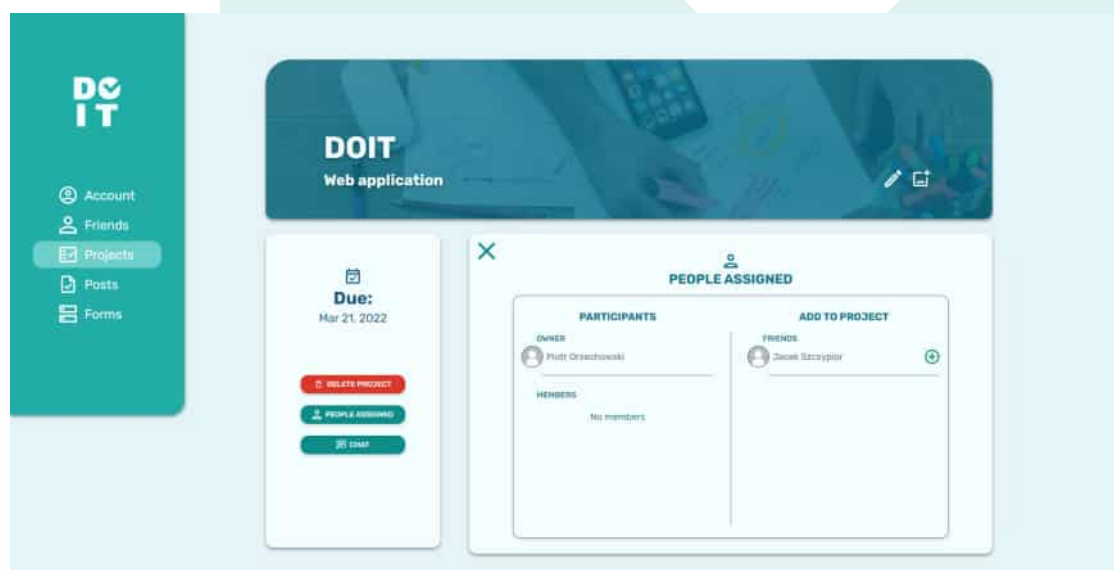 DO
IT
Account
Friends
Projects
Posts
Forms
DOIT
Web application
Due:
Mar 21, 2022
DELETE PROJECT
PEOPLE ASSIGNED
CHAT
PEOPLE ASSIGNED
PARTICIPANTS
OWNER
Piotr Orzechowski
MEMBERS
No members
ADD TO PROJECT
FRIENDS
Jacek Szczypior